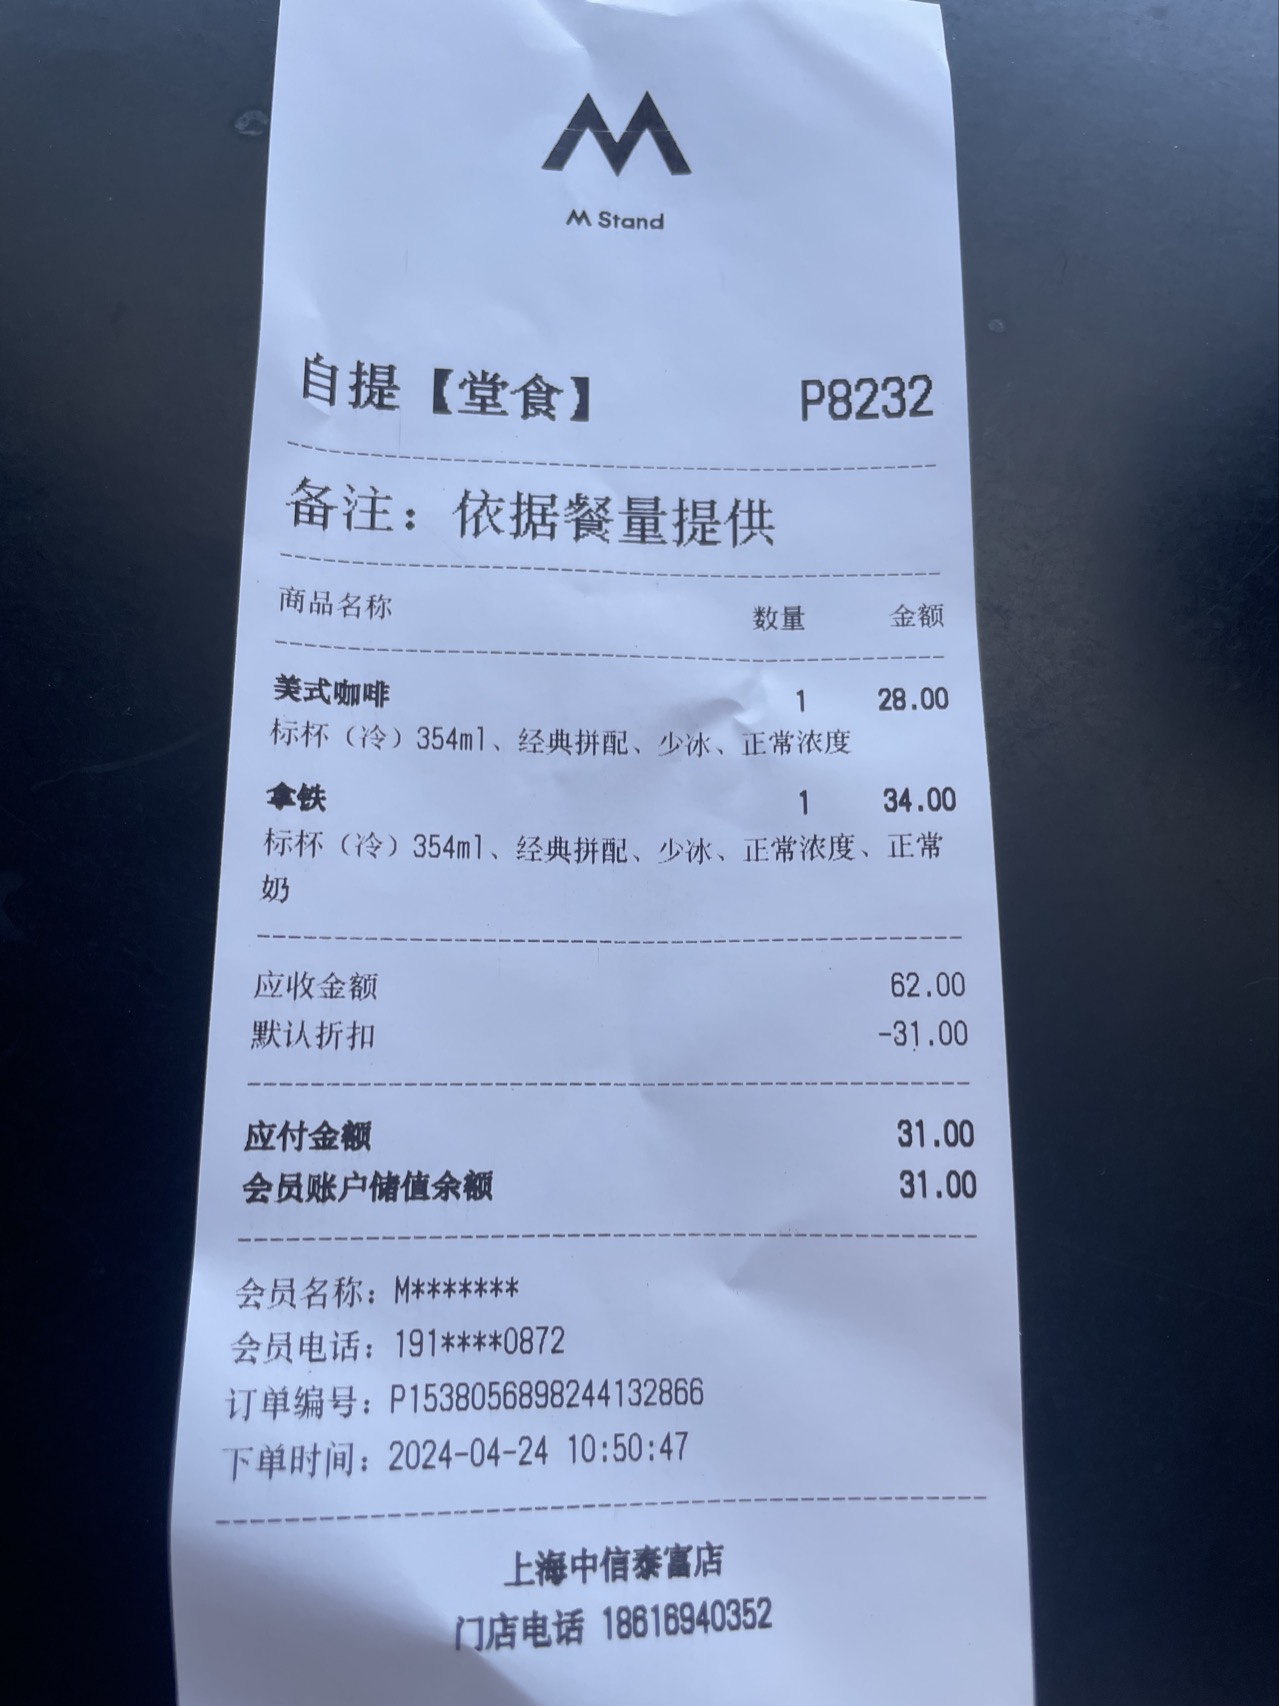 M Stand
自提【堂食】 P8232
备注：依据餐量提供
商品名称 数量 金额
美式咖啡 1 28.00
标杯（冷）354ml、经典拼配、少冰、正常浓度
拿铁 1 34.00
标杯（冷）354ml、经典拼配、少冰、正常浓度、正常
奶
应收金额 62.00
默认折扣 -31.00
应付金额 31.00
会员账户储值余额 31.00
会员名称：M*******
会员电话：191****0872
订单编号：P1538056898244132866
下单时间：2024-04-24 10:50:47
上海中信泰富店
门店电话 18616940352